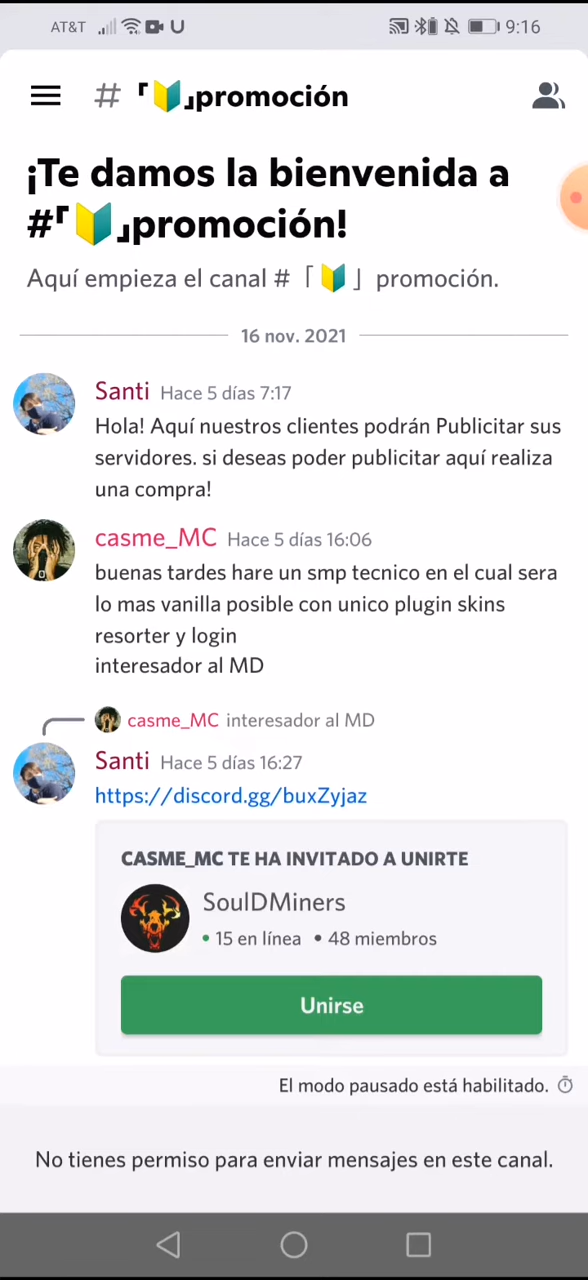 AT&T 9:16
# 「🔰」promoción
¡Te damos la bienvenida a
#「🔰」promoción!
Aquí empieza el canal #「🔰」promoción.
16 nov. 2021
Santi Hace 5 días 7:17
Hola! Aquí nuestros clientes podrán Publicitar sus
servidores. si deseas poder publicitar aquí realiza
una compra!
casme_MC Hace 5 días 16:06
buenas tardes hare un smp tecnico en el cual sera
lo mas vanilla posible con unico plugin skins
resorter y login
interesador al MD
casme_MC interesador al MD
Santi Hace 5 días 16:27
https://discord.gg/buxZyjaz
CASME_MC TE HA INVITADO A UNIRTE
SoulDMiners
• 15 en línea • 48 miembros
Unirse
El modo pausado está habilitado.
No tienes permiso para enviar mensajes en este canal.